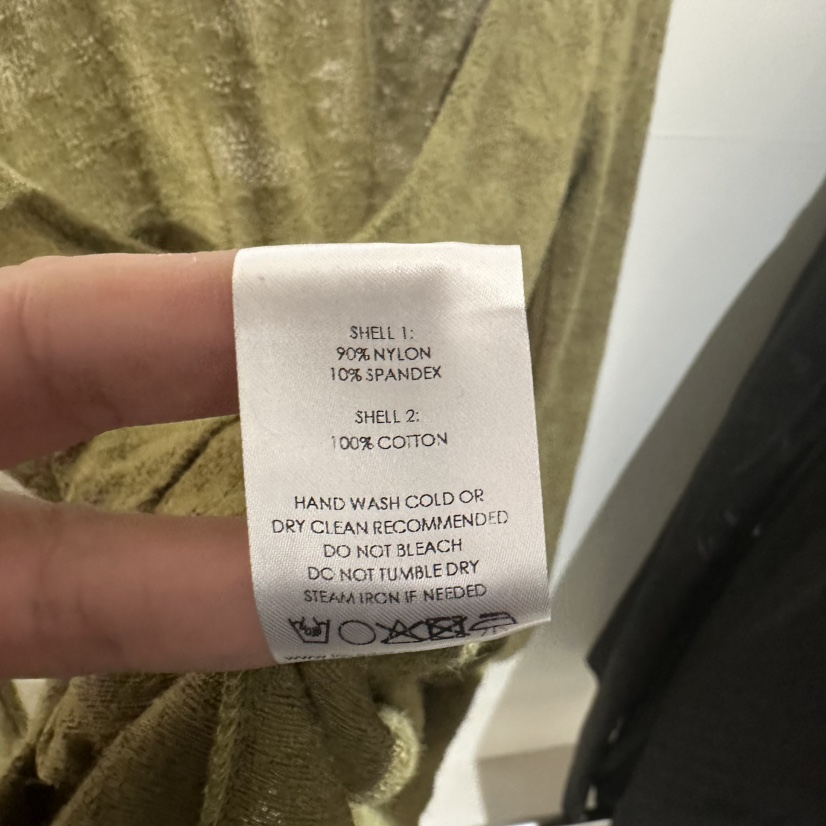 SHELL 1:
90% NYLON
10% SPANDEX
SHELL 2:
100% COTTON
HAND WASH COLD OR
DRY CLEAN RECOMMENDED
DO NOT BLEACH
DO NOT TUMBLE DRY
STEAM IRON IF NEEDED